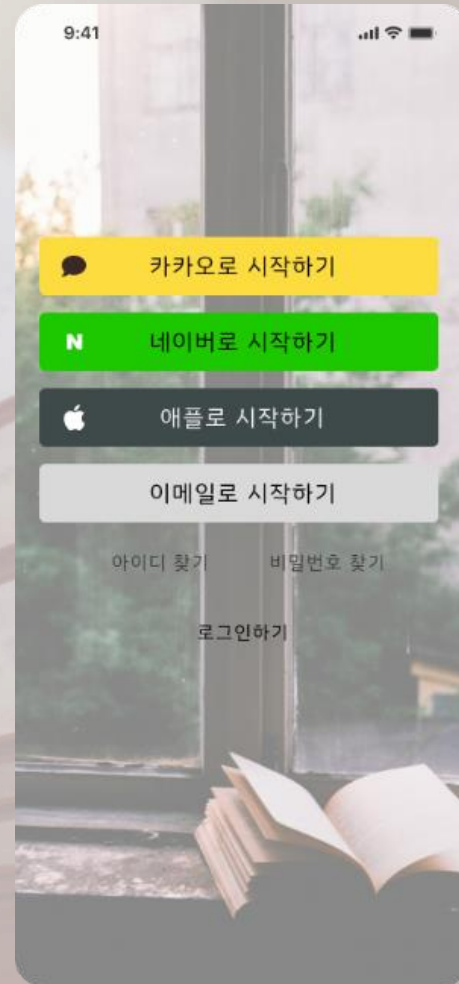 9:41
카카오로 시작하기
N
네이버로 시작하기
애플로 시작하기
이메일로 시작하기
아이디 찾기
비밀번호 찾기
로그인하기